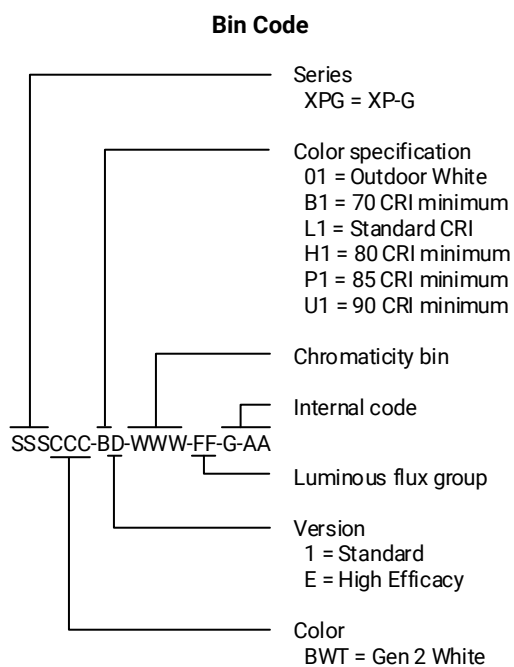 Bin Code
Series
XPG = XP-G
Color specification
01 = Outdoor White
B1 = 70 CRI minimum
L1 = Standard CRI
H1 = 80 CRI minimum
P1 = 85 CRI minimum
U1 = 90 CRI minimum
Chromaticity bin
Internal code
SSSCCC-BD-WWW-FF-G-AA
Luminous flux group
Version
1 = Standard
E = High Efficacy
Color
BWT = Gen 2 White